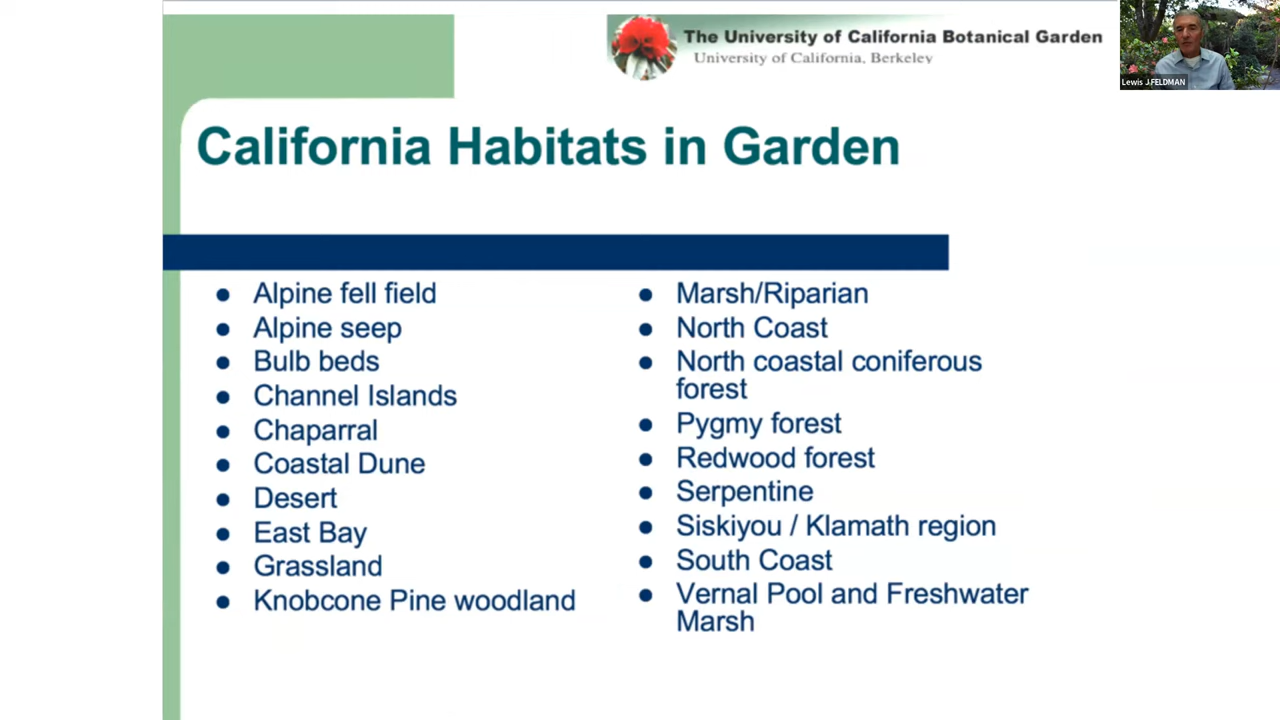 The University of California Botanical Garden
University of California, Berkeley
Lewis J.FELDMAN
California Habitats in Garden
Alpine fell field
Alpine seep
Bulb beds
Channel Islands
Chaparral
Coastal Dune
Desert
East Bay
Grassland
Knobcone Pine woodland
Marsh/Riparian
North Coast
North coastal coniferous
forest
Pygmy forest
Redwood forest
Serpentine
Siskiyou / Klamath region
South Coast
Vernal Pool and Freshwater
Marsh